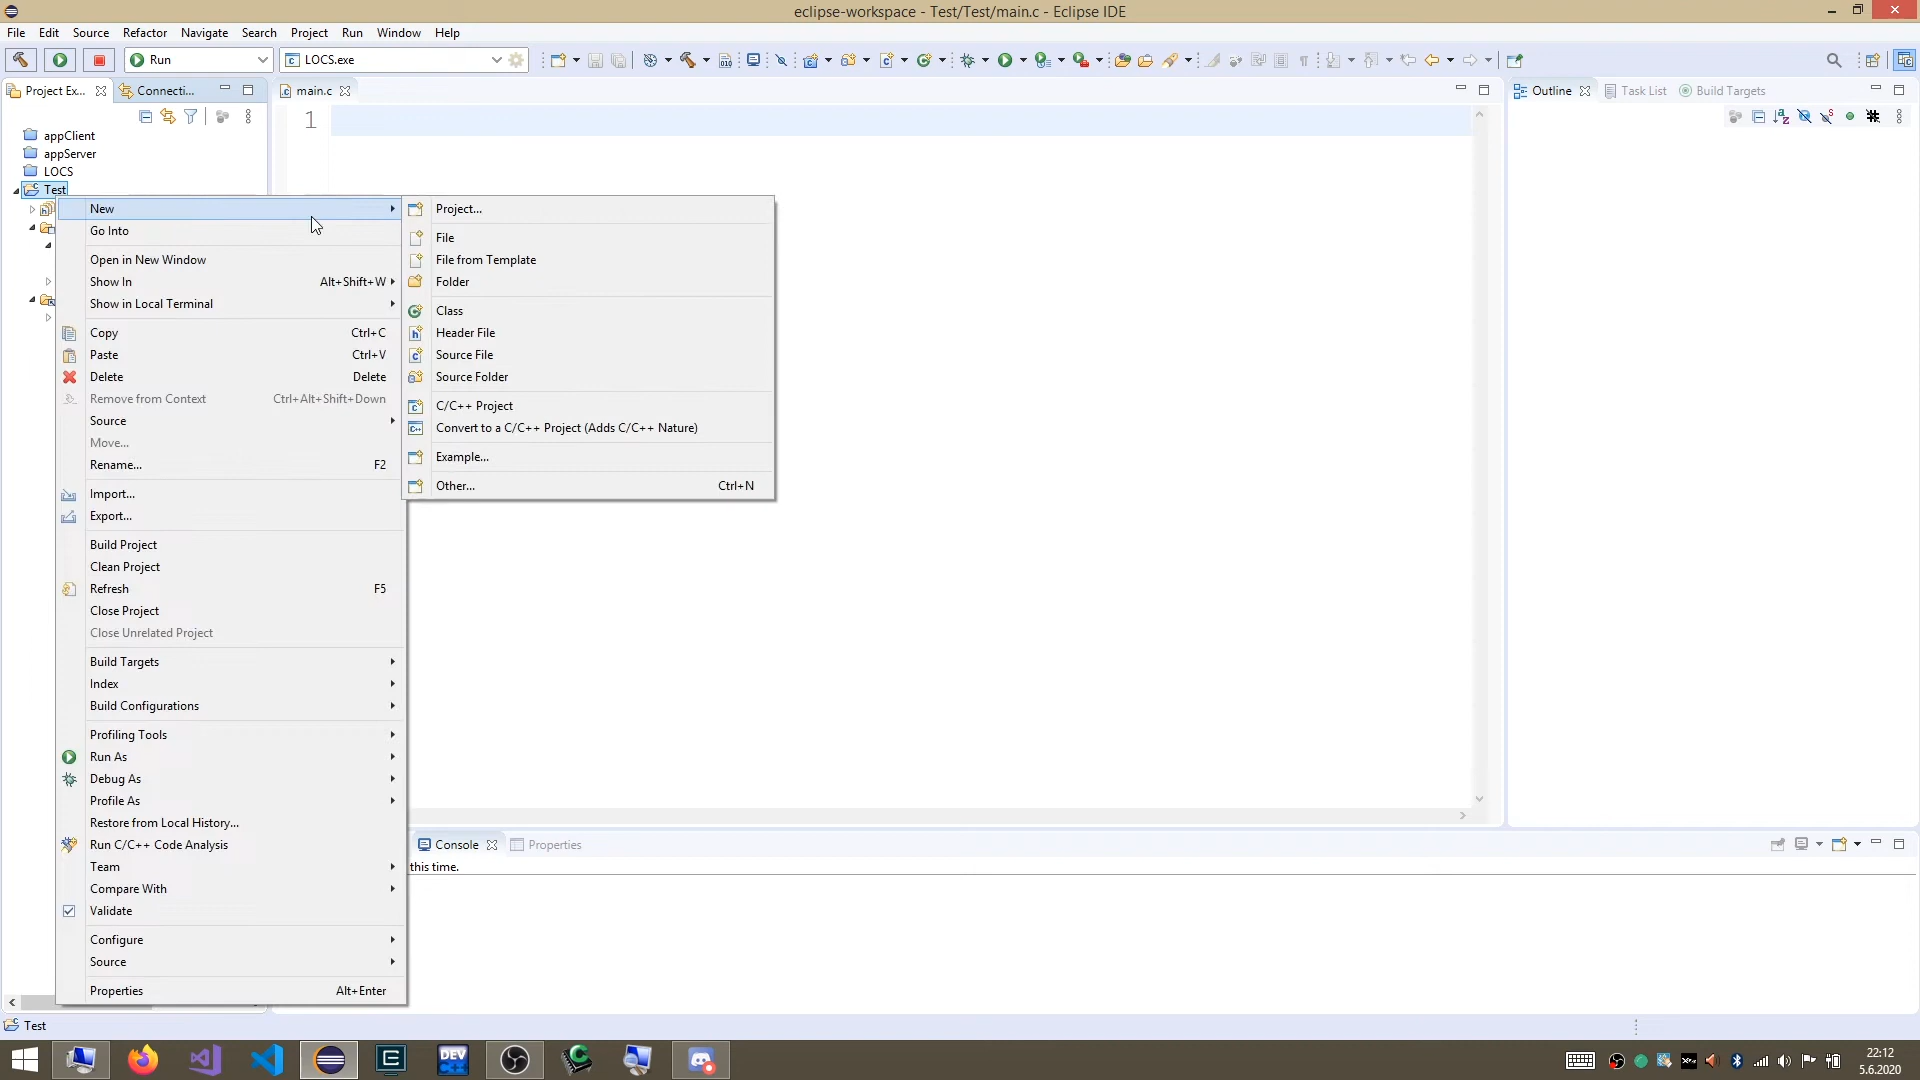 eclipse-workspace - Test/Test/main.c - Eclipse IDE
File Edit Source Refactor Navigate Search Project Run Window Help
Run LOCS.exe
Project Ex... Connecti... main.c Outline Task List Build Targets
1
appClient
appServer
LOCS
Test
New
Go Into
Open in New Window
Show In Alt+Shift+W
Show in Local Terminal
Copy Ctrl+C
Paste Ctrl+V
Delete Delete
Remove from Context Ctrl+Alt+Shift+Down
Source
Move...
Rename... F2
Import...
Export...
Build Project
Clean Project
Refresh F5
Close Project
Close Unrelated Project
Build Targets
Index
Build Configurations
Profiling Tools
Run As
Debug As
Profile As
Restore from Local History...
Run C/C++ Code Analysis
Team
Compare With
Validate
Configure
Source
Properties Alt+Enter
Project...
File
File from Template
Folder
Class
Header File
Source File
Source Folder
C/C++ Project
Convert to a C/C++ Project (Adds C/C++ Nature)
Example...
Other... Ctrl+N
Console Properties
this time.
Test
DEV
22:12
5.6.2020